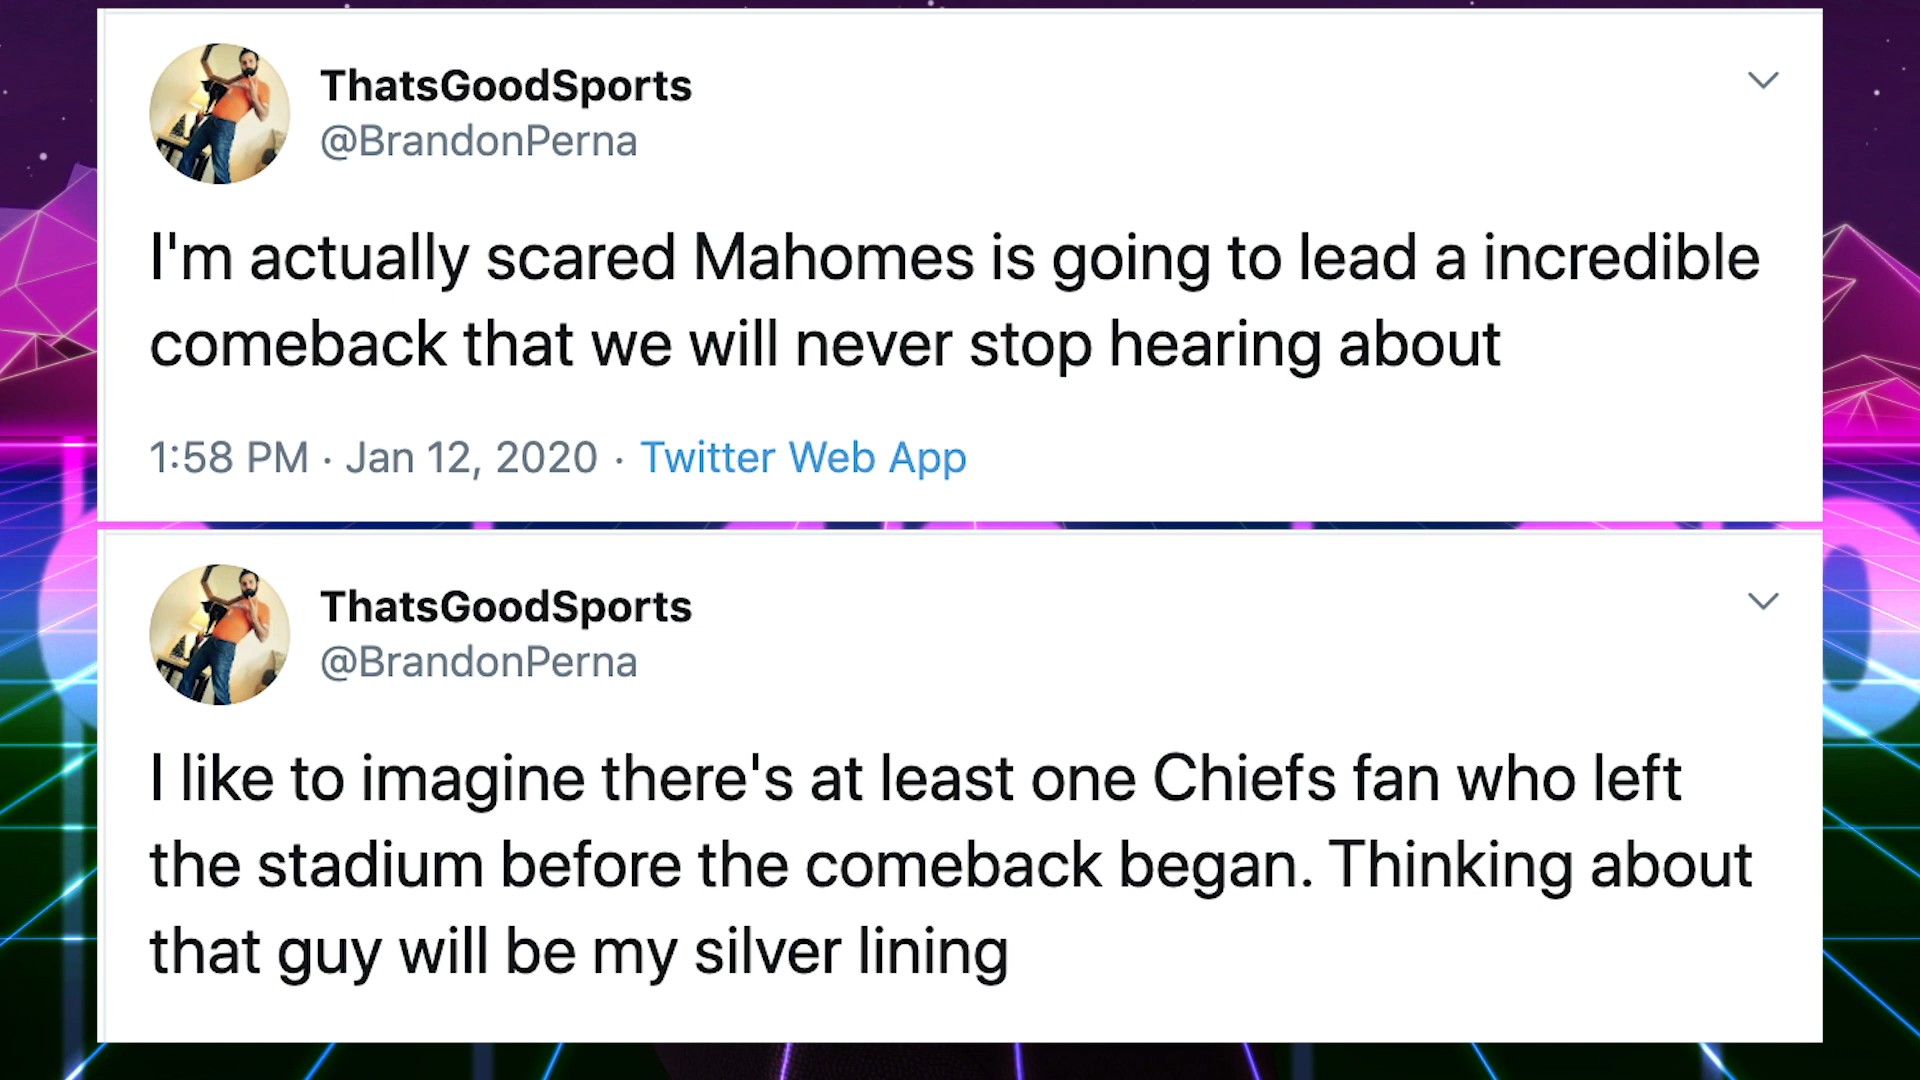 ThatsGoodSports
@BrandonPerna
I'm actually scared Mahomes is going to lead a incredible
comeback that we will never stop hearing about
1:58 PM · Jan 12, 2020 · Twitter Web App
ThatsGoodSports
@BrandonPerna
I like to imagine there's at least one Chiefs fan who left
the stadium before the comeback began. Thinking about
that guy will be my silver lining